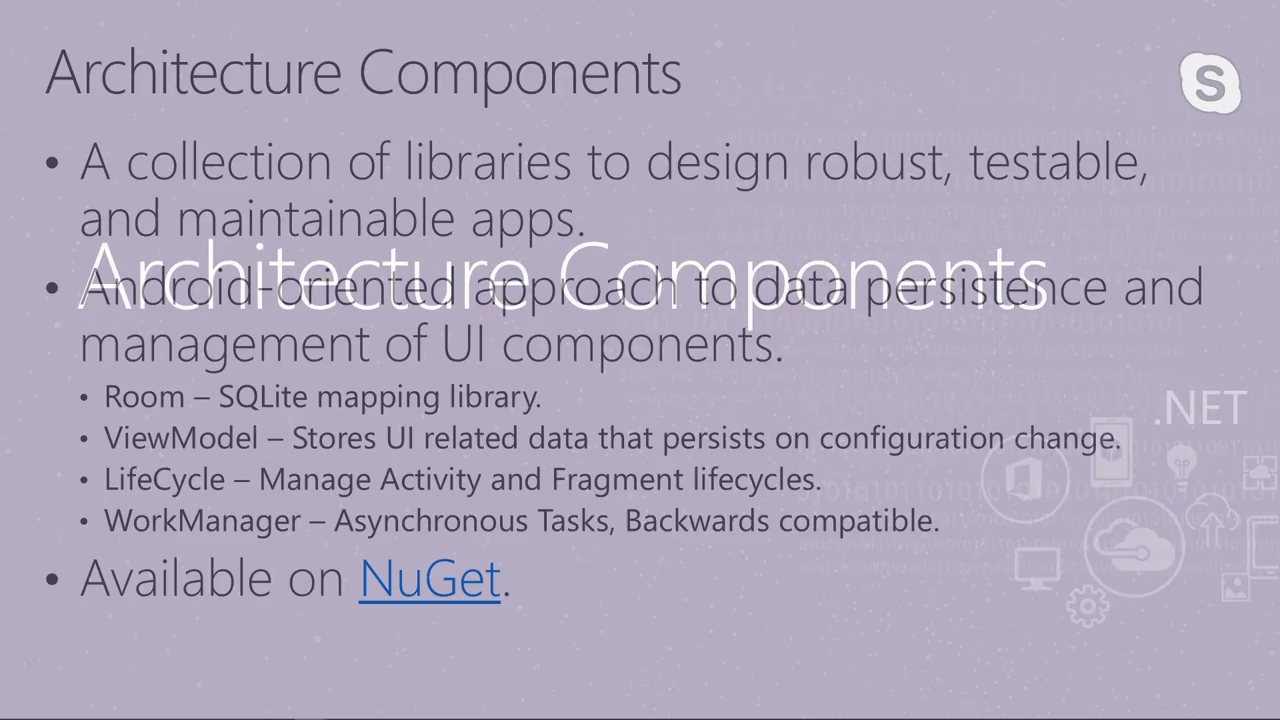 Architecture Components
S
• A collection of libraries to design robust, testable,
and maintainable apps.
Architecture Components
• Android-oriented approach to data persistence and
management of UI components.
• Room – SQLite mapping library.
.NET
• ViewModel – Stores UI related data that persists on configuration change.
• LifeCycle – Manage Activity and Fragment lifecycles.
• WorkManager – Asynchronous Tasks, Backwards compatible.
• Available on NuGet.